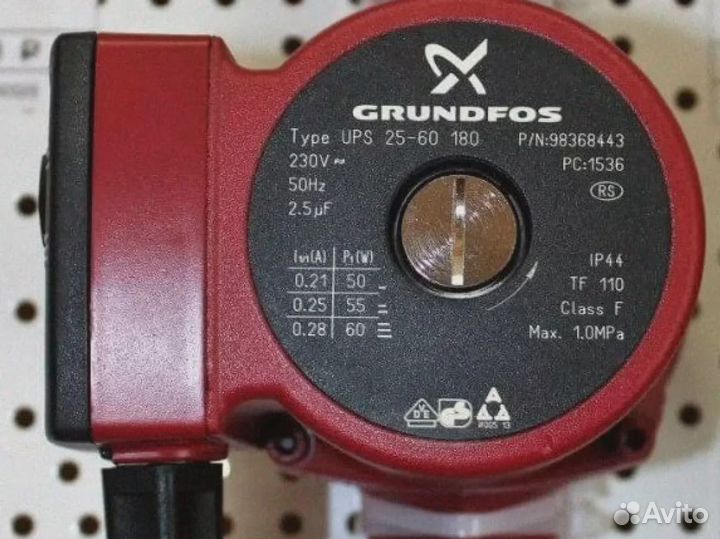 GRUNDFOS
Type UPS 25-60 180 P/N:98368443
230V~ PC:1536
50Hz
2.5µF RS
I1/1(A) P1(W) IP44
0.21 50 TF 110
0.25 55 Class F
0.28 60 Max. 1.0MPa
VDE A
Avito